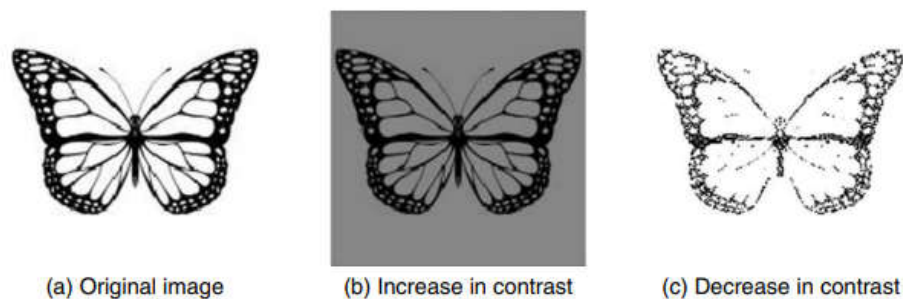 (a) Original image
(b) Increase in contrast
(c) Decrease in contrast